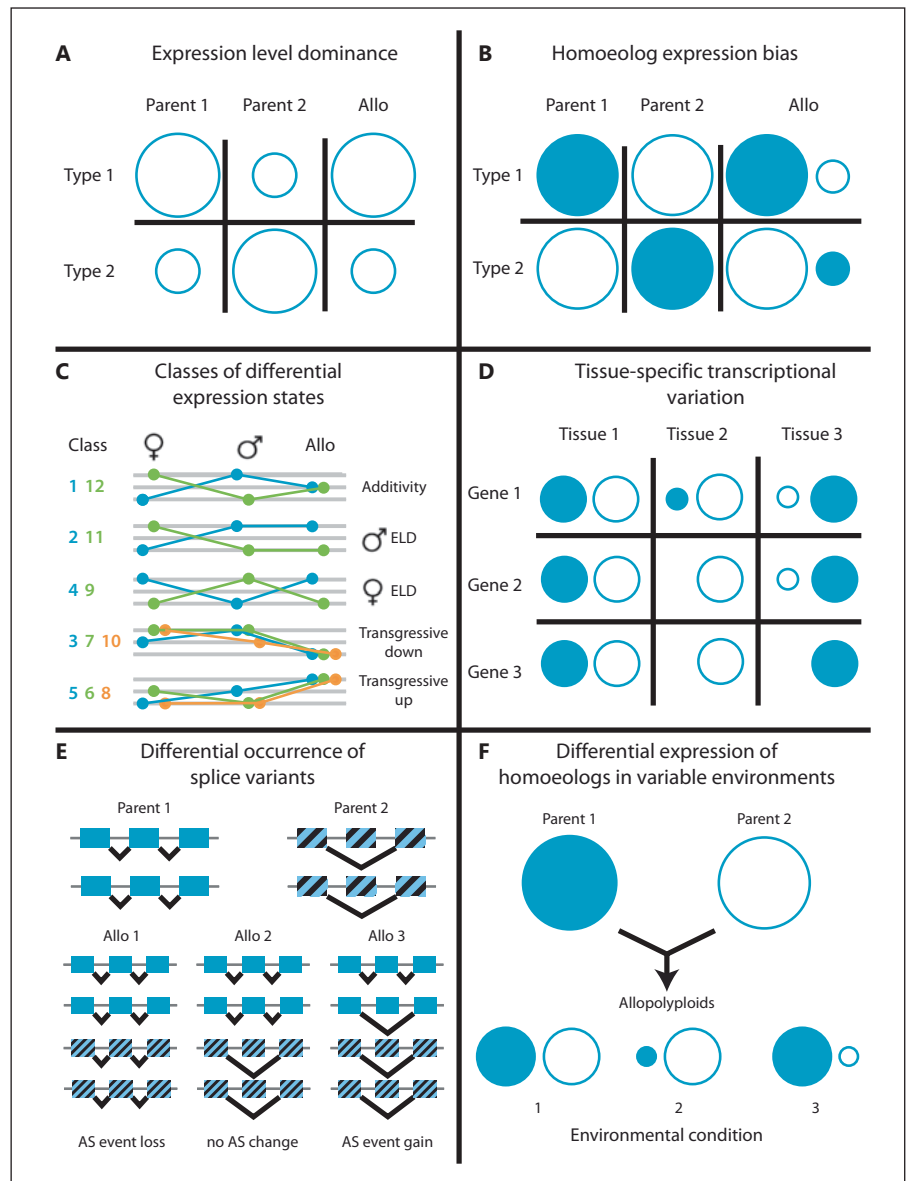 A Expression level dominance
Parent 1 Parent 2 Allo
Type 1
Type 2
B Homoeolog expression bias
Parent 1 Parent 2 Allo
Type 1
Type 2
C Classes of differential
expression states
Class ♀ ♂ Allo
1 12 Additivity
2 11 ♂ ELD
4 9 ♀ ELD
3 7 10 Transgressive
down
5 6 8 Transgressive
up
D Tissue-specific transcriptional
variation
Tissue 1 Tissue 2 Tissue 3
Gene 1
Gene 2
Gene 3
E Differential occurrence of
splice variants
Parent 1 Parent 2
Allo 1 Allo 2 Allo 3
AS event loss no AS change AS event gain
F Differential expression of
homoeologs in variable environments
Parent 1 Parent 2
Allopolyploids
1 2 3
Environmental condition